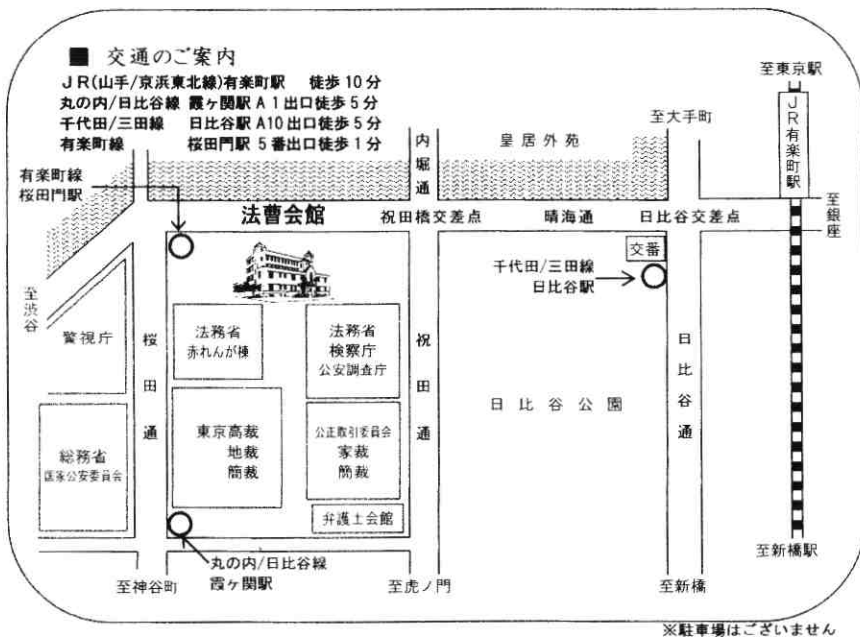 ■ 交通のご案内
JR(山手/京浜東北線)有楽町駅 徒歩10分
丸の内/日比谷線 霞ヶ関駅A1出口徒歩5分
千代田/三田線 日比谷駅A10出口徒歩5分
有楽町線 桜田門駅5番出口徒歩1分
至東京駅
JR有楽町駅
至大手町
内堀通
皇居外苑
有楽町線
桜田門駅
法曹会館
祝田橋交差点
晴海通
日比谷交差点
至銀座
交番
千代田/三田線
日比谷駅
至渋谷
警視庁
桜田通
法務省
赤れんが棟
法務省
検察庁
公安調査庁
祝田通
日比谷公園
日比谷通
総務省
国家公安委員会
東京高裁
地裁
簡裁
公正取引委員会
家裁
簡裁
弁護士会館
丸の内/日比谷線
霞ヶ関駅
至神谷町
至虎ノ門
至新橋
至新橋駅
※駐車場はございません